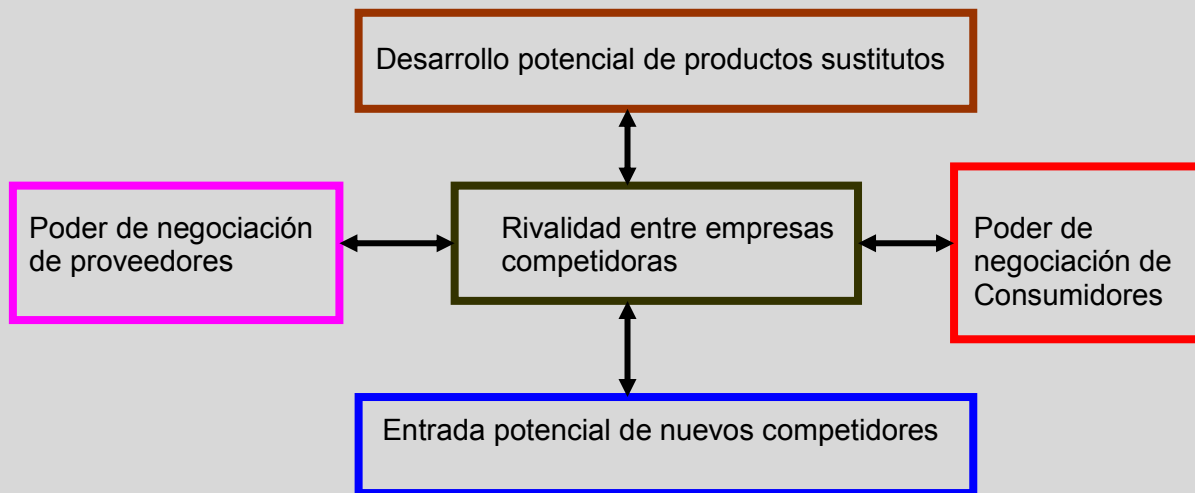 Desarrollo potencial de productos sustitutos
Poder de negociación
de proveedores
Rivalidad entre empresas
competidoras
Poder de
negociación de
Consumidores
Entrada potencial de nuevos competidores